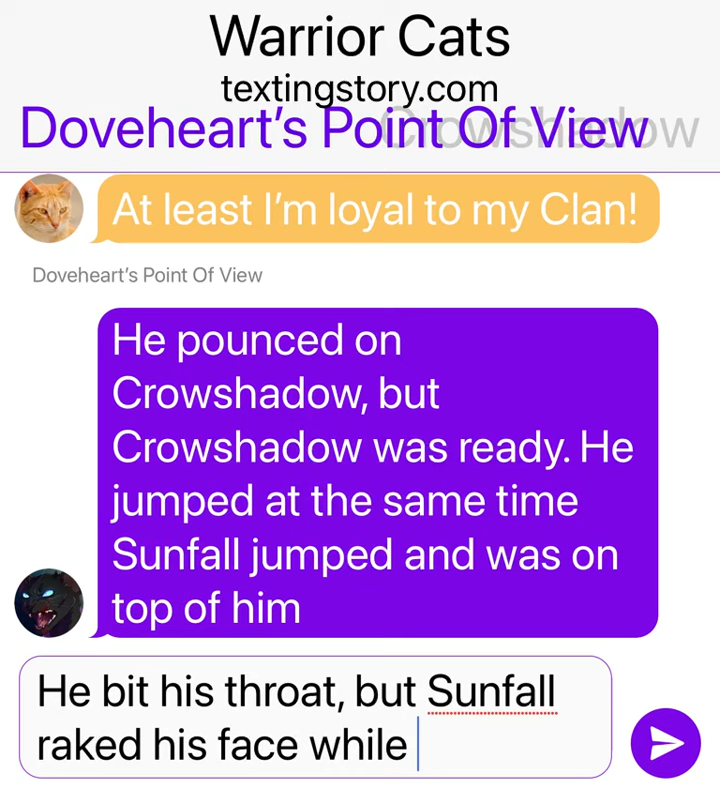 Warrior Cats
textingstory.com
Doveheart's Point Of View
Crowshadow
At least I'm loyal to my Clan!
Doveheart's Point Of View
He pounced on
Crowshadow, but
Crowshadow was ready. He
jumped at the same time
Sunfall jumped and was on
top of him
He bit his throat, but Sunfall
raked his face while